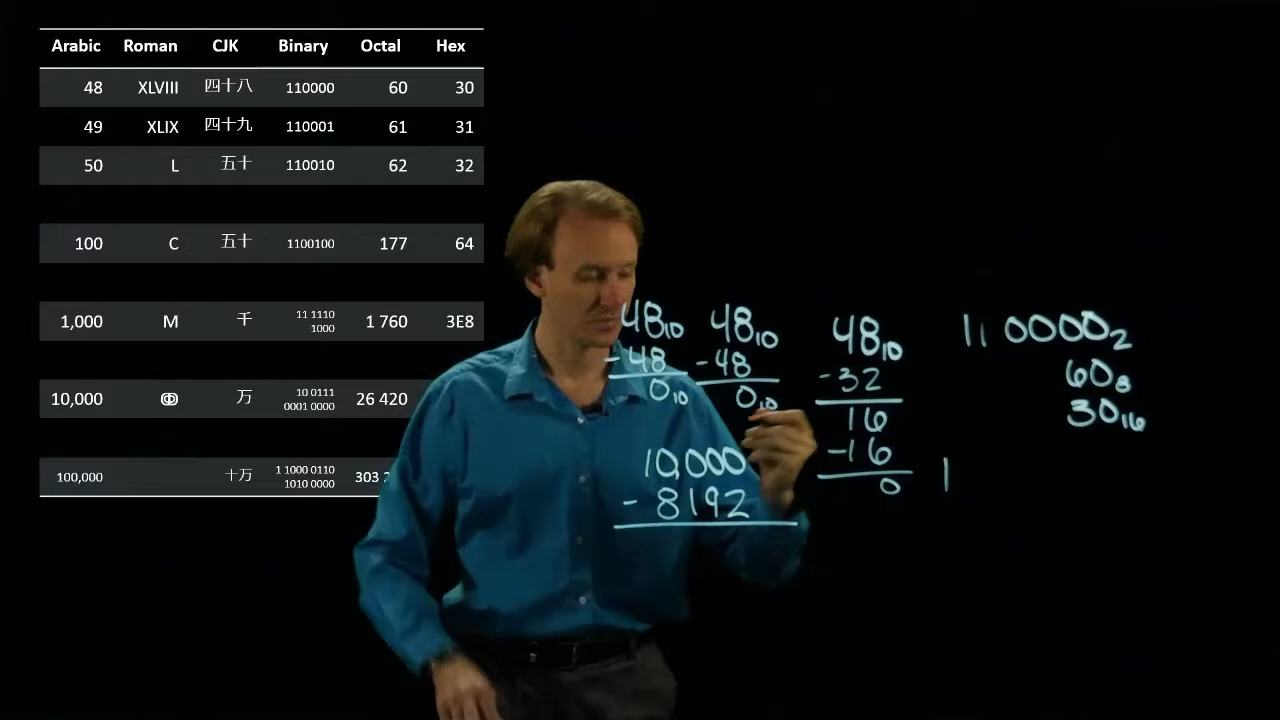 Arabic Roman CJK Binary Octal Hex
48 XLVIII 四十八 110000 60 30
49 XLIX 四十九 110001 61 31
50 L 五十 110010 62 32
100 C 五十 1100100 177 64
1,000 M 千 11 1110 1000 1 760 3E8
10,000 ↂ 万 10 0111 0001 0000 26 420
100,000 十万 1 1000 0110 1010 0000 303
48₁₀ 48₁₀ 48₁₀ 110000₂
-48 -48 -32 60₈
0₁₀ 0₁₀ 16 30₁₆
10,000 -16
-8192 0 1